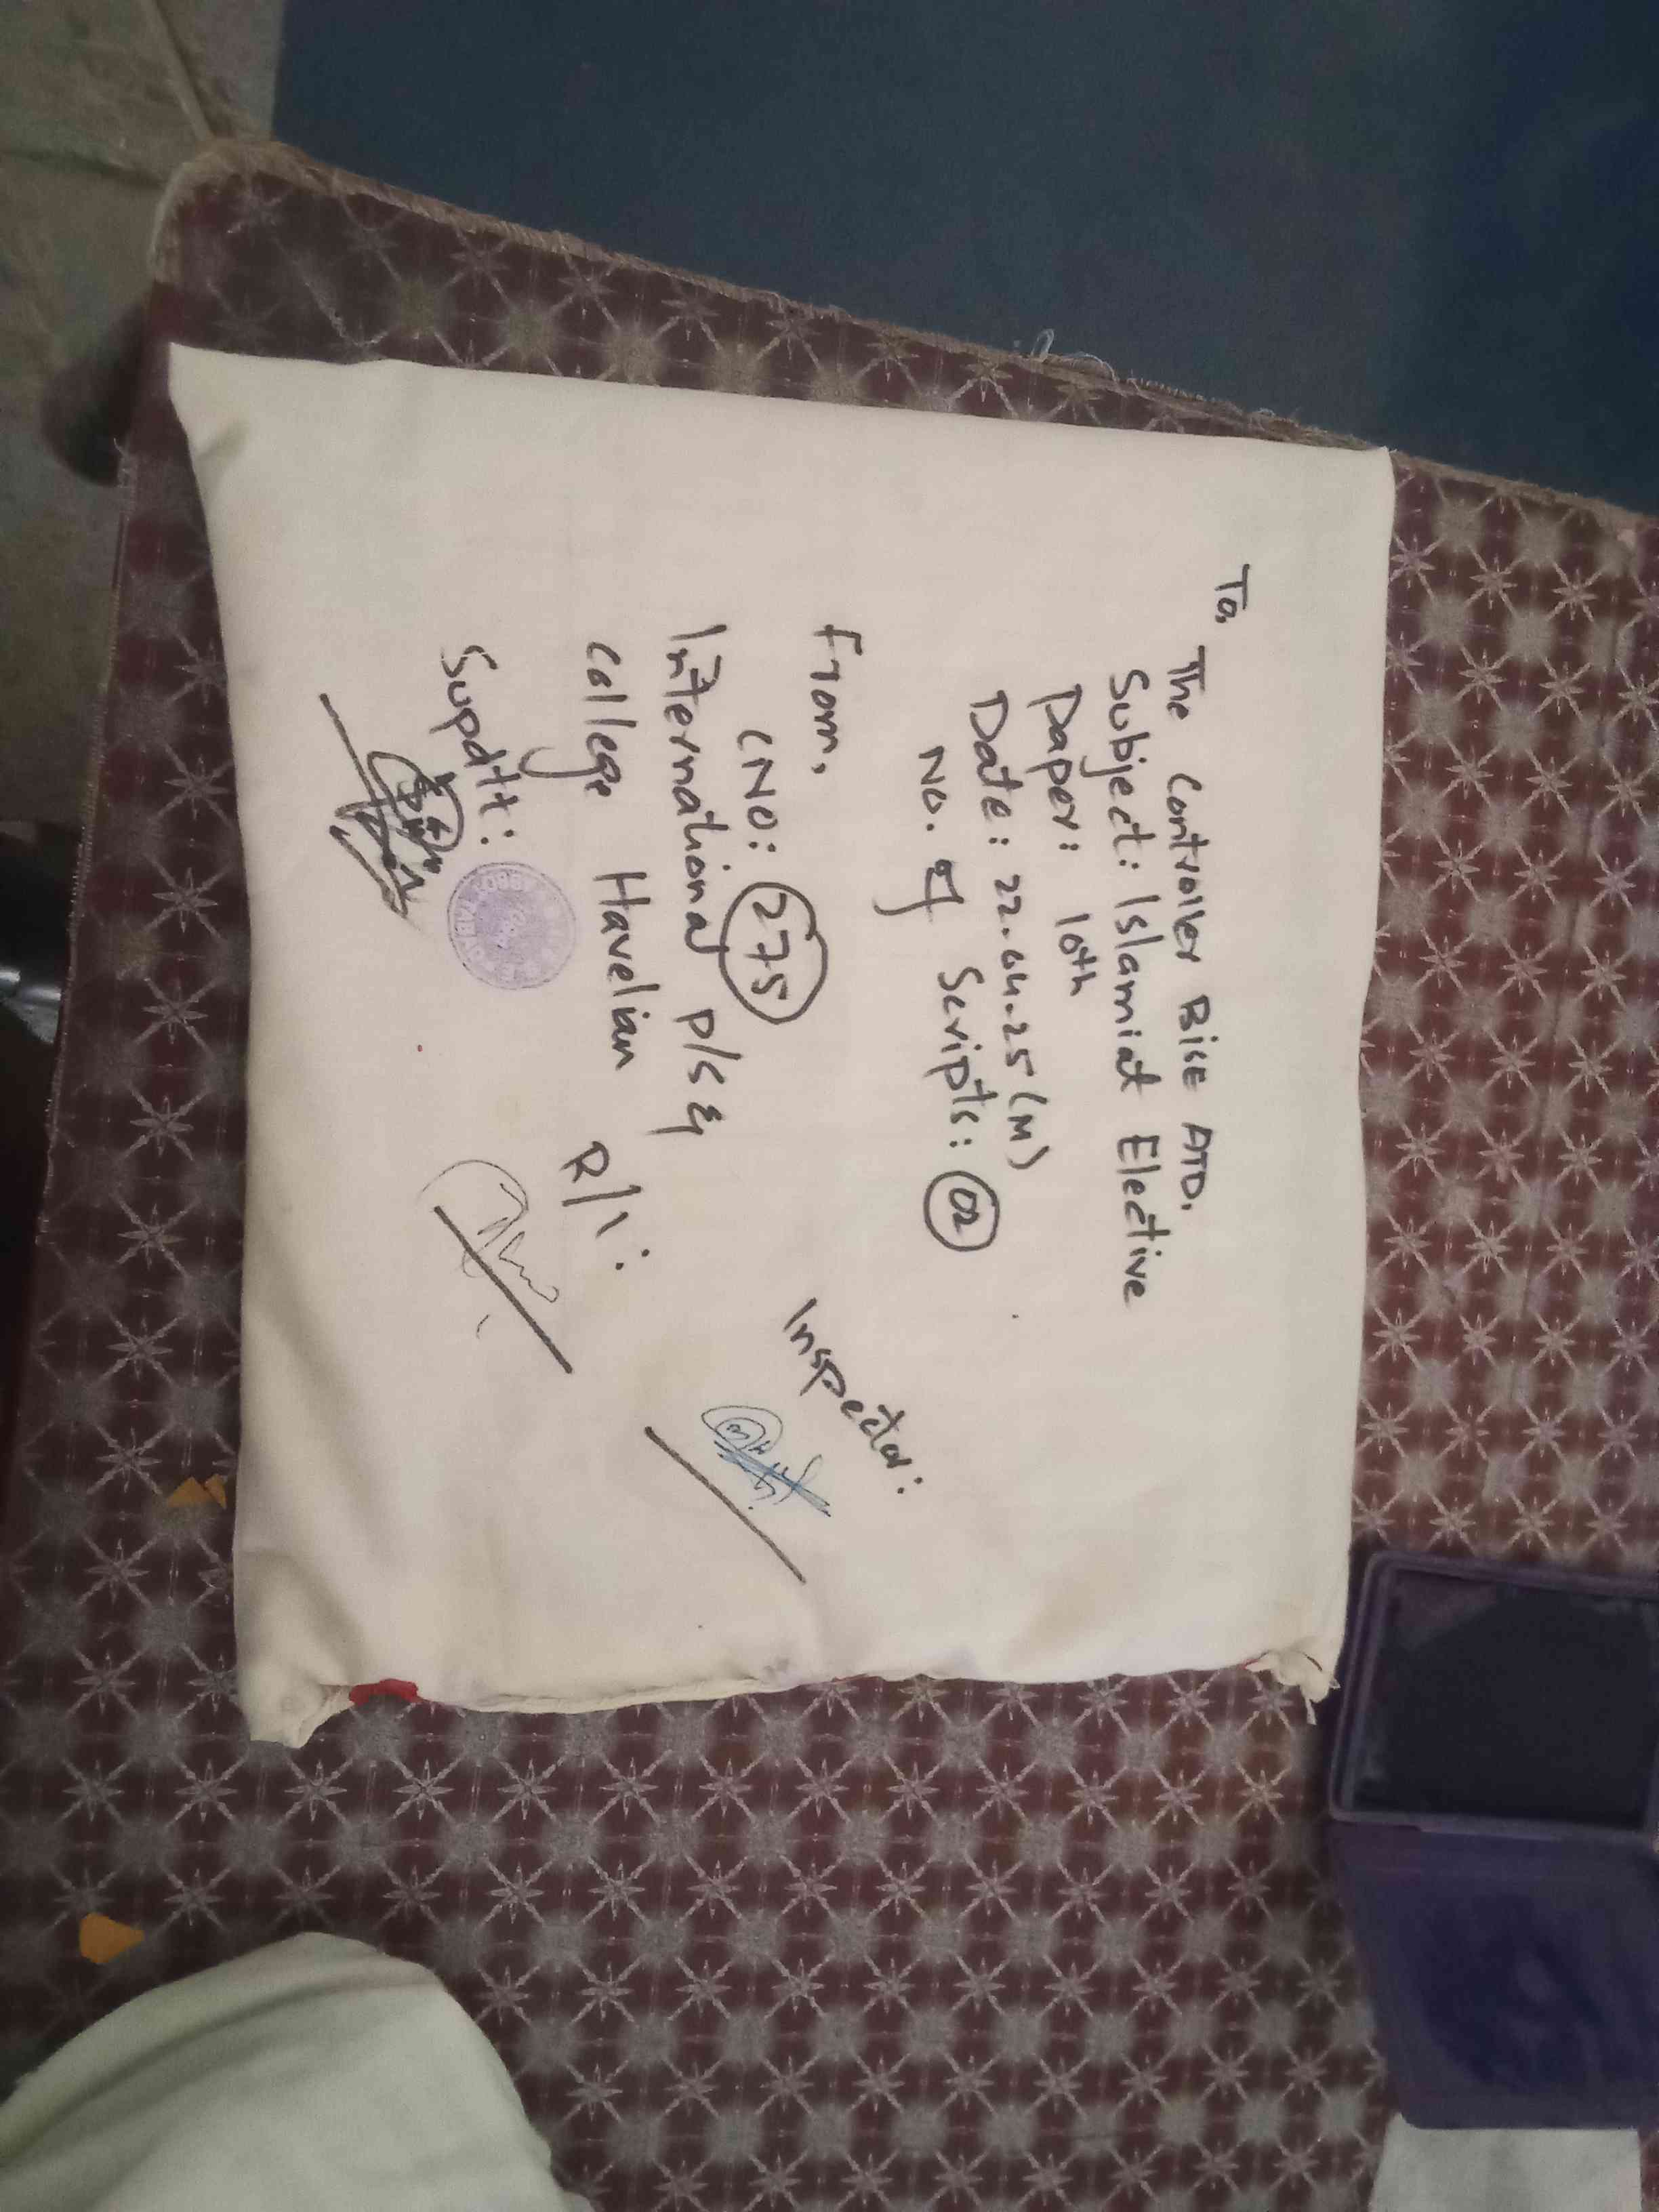 To,
The Controller BISE ATD.
Subject: Islamiat Elective
Paper: 10th
Date: 22.04.25 (M)
No. of Scripts: 02
From,
CNO: 275
International P/S &
College Havelian
Supdtt:
R/I:
Inspector: